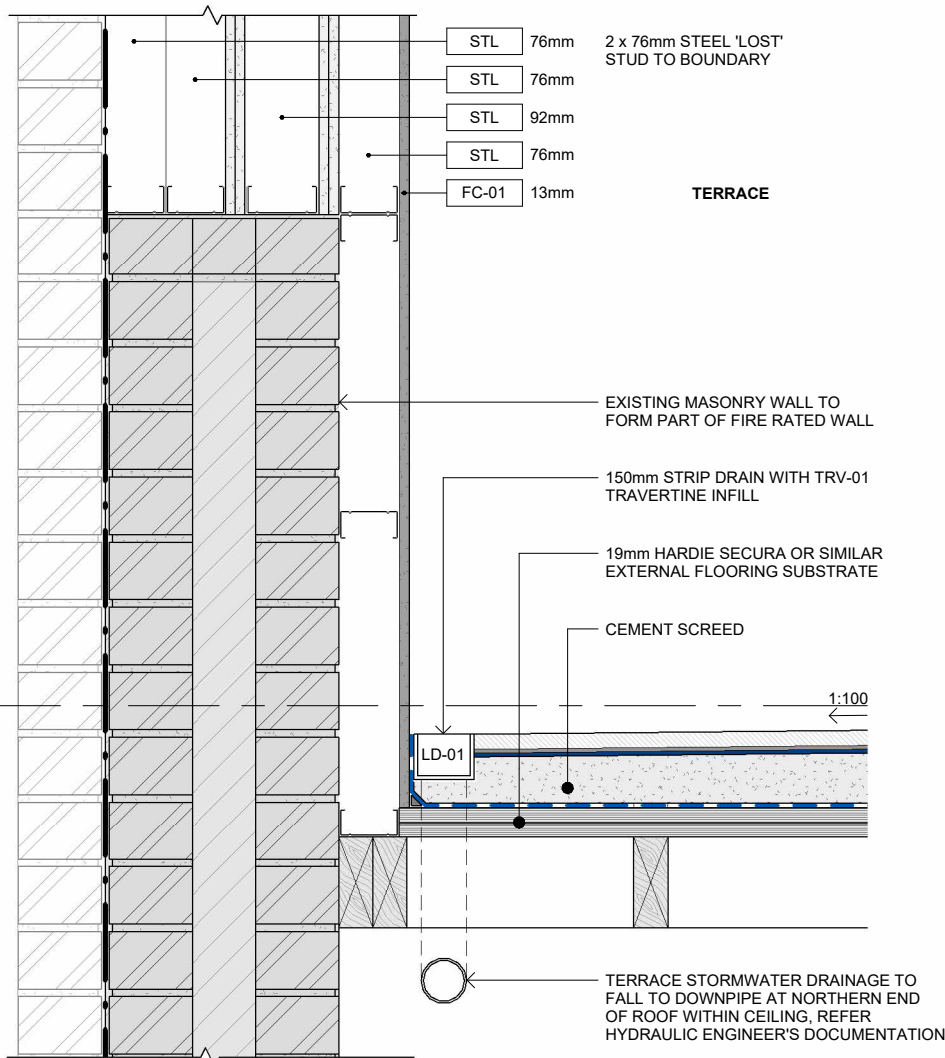 STL 76mm 2 x 76mm STEEL 'LOST'
STUD TO BOUNDARY
STL 76mm
STL 92mm
STL 76mm
FC-01 13mm
TERRACE
EXISTING MASONRY WALL TO
FORM PART OF FIRE RATED WALL
150mm STRIP DRAIN WITH TRV-01
TRAVERTINE INFILL
19mm HARDIE SECURA OR SIMILAR
EXTERNAL FLOORING SUBSTRATE
CEMENT SCREED
1:100
LD-01
TERRACE STORMWATER DRAINAGE TO
FALL TO DOWNPIPE AT NORTHERN END
OF ROOF WITHIN CEILING, REFER
HYDRAULIC ENGINEER'S DOCUMENTATION